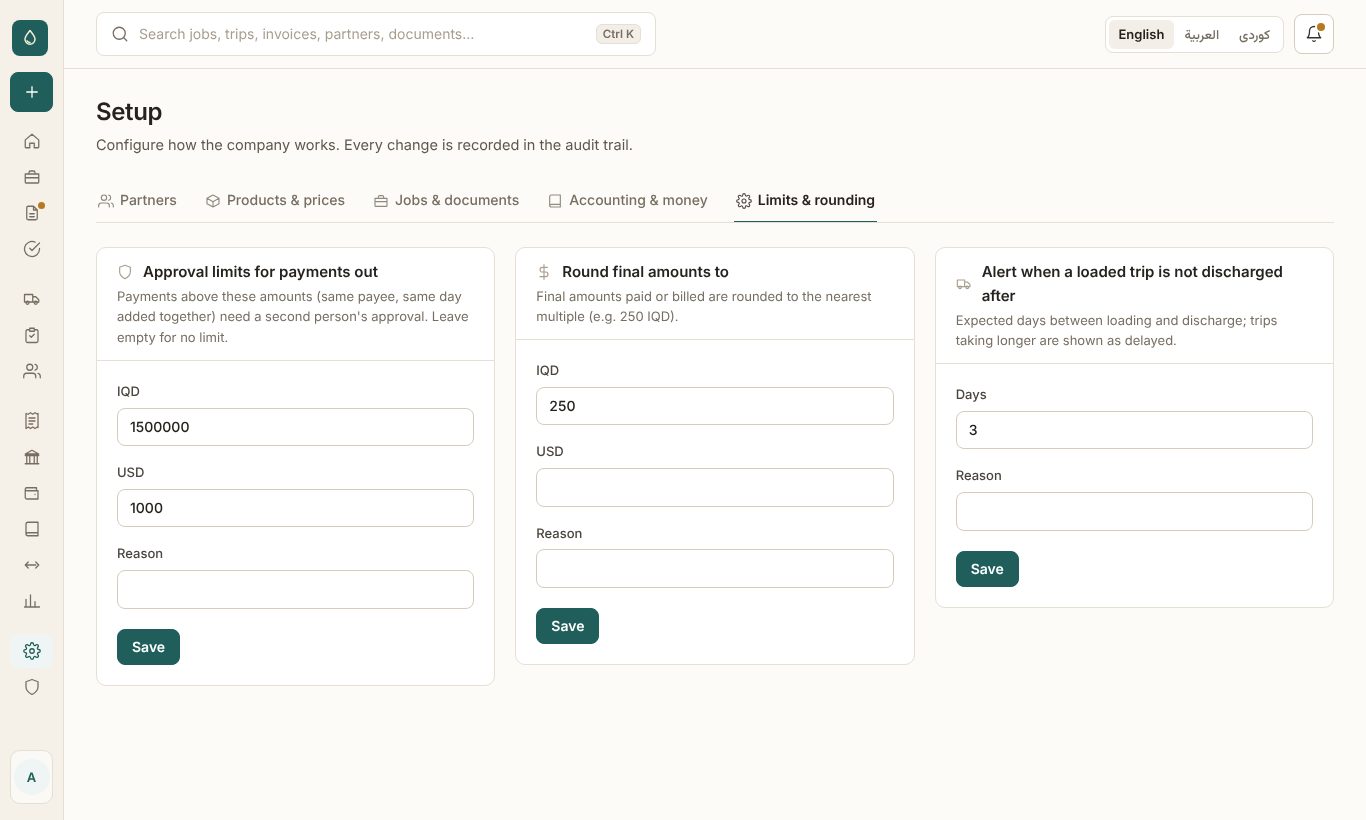 Search jobs, trips, invoices, partners, documents...
Ctrl K
English
العربية
كوردی
Setup
Configure how the company works. Every change is recorded in the audit trail.
Partners
Products & prices
Jobs & documents
Accounting & money
Limits & rounding
Approval limits for payments out
Payments above these amounts (same payee, same day
added together) need a second person's approval. Leave
empty for no limit.
IQD
1500000
USD
1000
Reason
Save
Round final amounts to
Final amounts paid or billed are rounded to the nearest
multiple (e.g. 250 IQD).
IQD
250
USD
Reason
Save
Alert when a loaded trip is not discharged
after
Expected days between loading and discharge; trips
taking longer are shown as delayed.
Days
3
Reason
Save
A